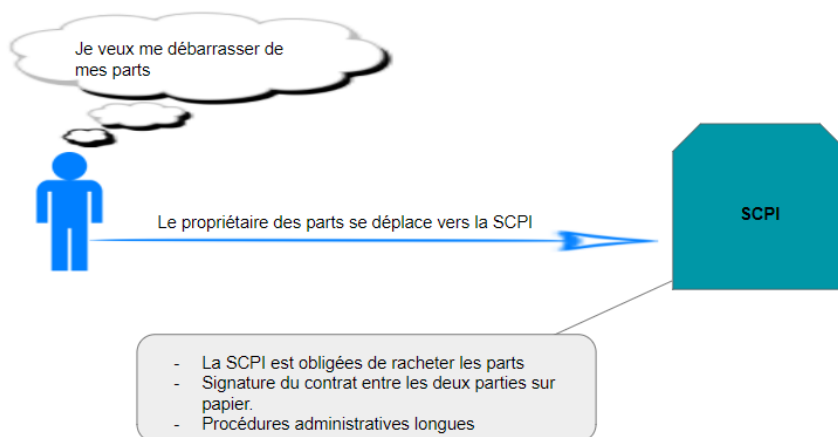 Je veux me débarrasser de
mes parts
Le propriétaire des parts se déplace vers la SCPI
SCPI
- La SCPI est obligées de racheter les parts
- Signature du contrat entre les deux parties sur
papier.
- Procédures administratives longues